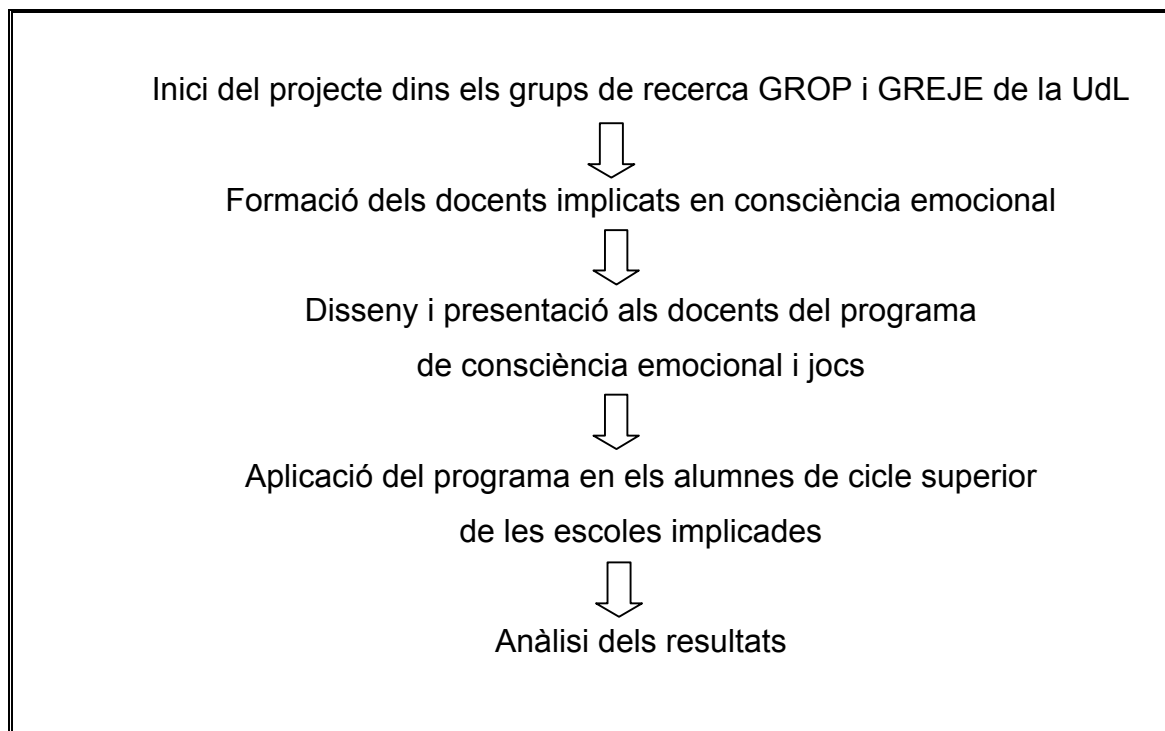 Inici del projecte dins els grups de recerca GROP i GREJE de la UdL
Formació dels docents implicats en consciència emocional
Disseny i presentació als docents del programa
de consciència emocional i jocs
Aplicació del programa en els alumnes de cicle superior
de les escoles implicades
Anàlisi dels resultats